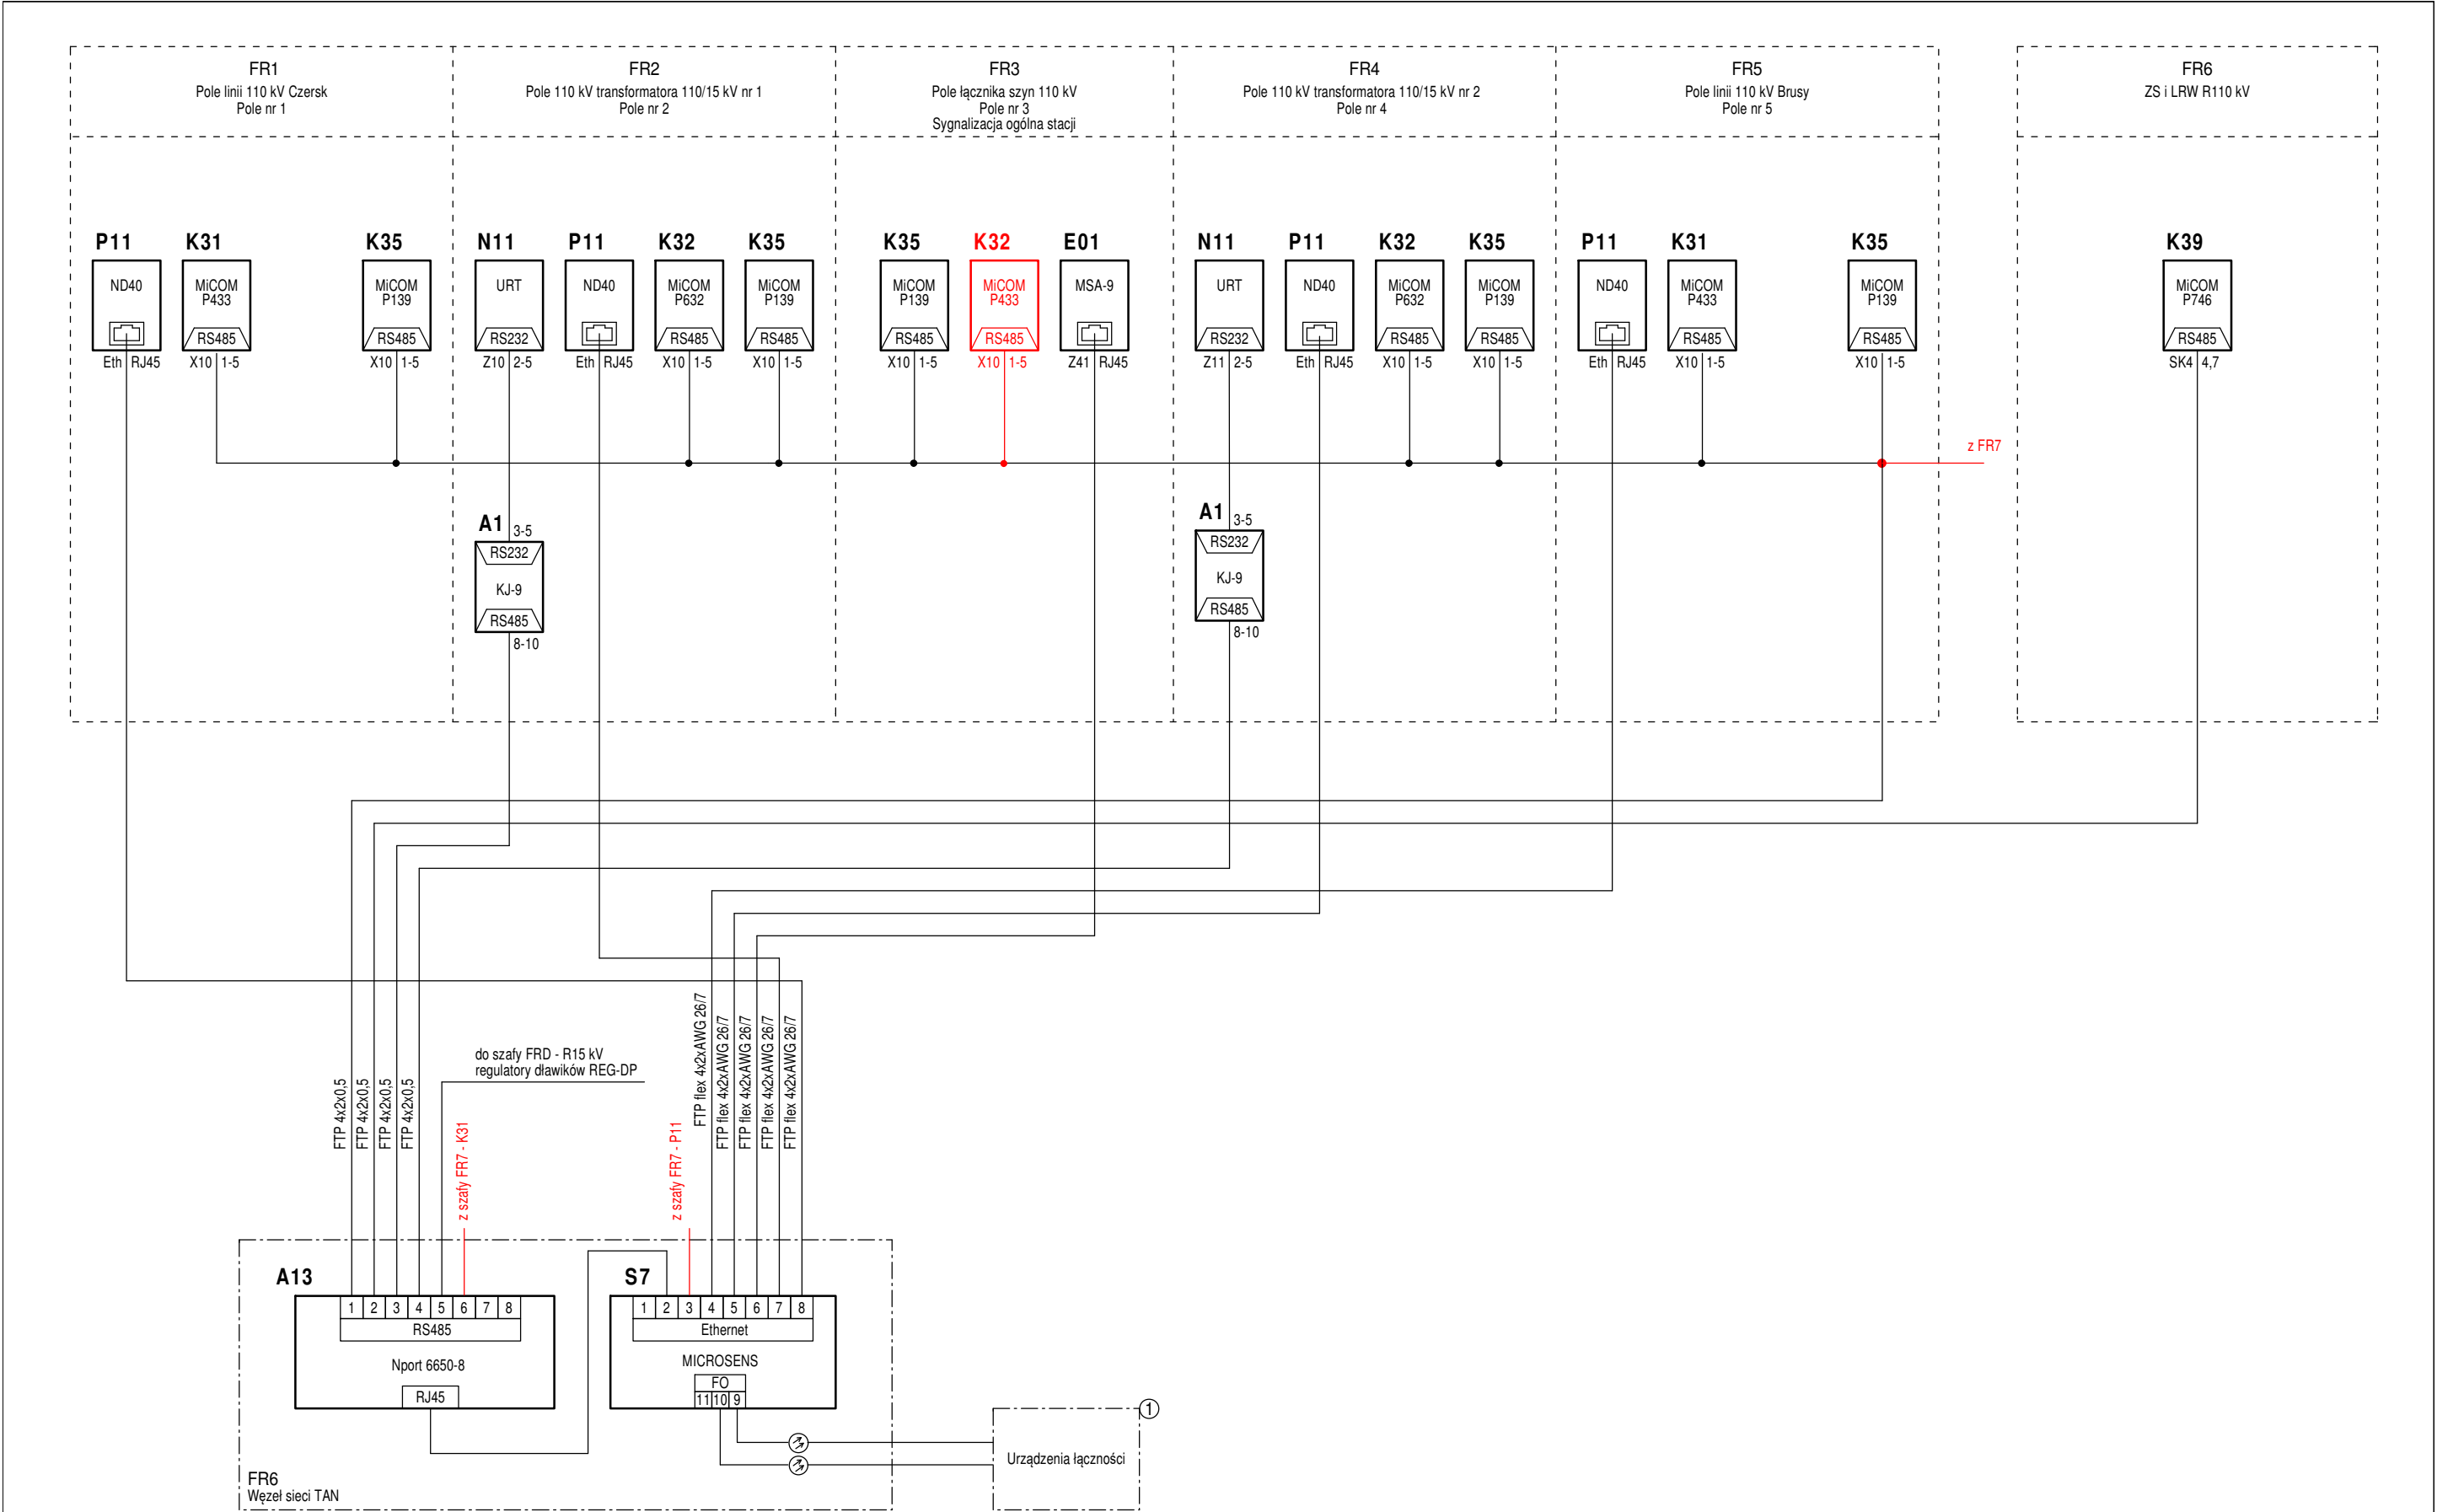 FR1
Pole linii 110 kV Czersk
Pole nr 1
FR2
Pole 110 kV transformatora 110/15 kV nr 1
Pole nr 2
FR3
Pole łącznika szyn 110 kV
Pole nr 3
Sygnalizacja ogólna stacji
FR4
Pole 110 kV transformatora 110/15 kV nr 2
Pole nr 4
FR5
Pole linii 110 kV Brusy
Pole nr 5
FR6
ZS i LRW R110 kV
P11
ND40
Eth RJ45
K31
MiCOM
P433
RS485
X10 1-5
K35
MiCOM
P139
RS485
X10 1-5
N11
URT
RS232
Z10 2-5
P11
ND40
Eth RJ45
K32
MiCOM
P632
RS485
X10 1-5
K35
MiCOM
P139
RS485
X10 1-5
K35
MiCOM
P139
RS485
X10 1-5
K32
MiCOM
P433
RS485
X10 1-5
E01
MSA-9
Z41 RJ45
N11
URT
RS232
Z11 2-5
P11
ND40
Eth RJ45
K32
MiCOM
P632
RS485
X10 1-5
K35
MiCOM
P139
RS485
X10 1-5
P11
ND40
Eth RJ45
K31
MiCOM
P433
RS485
X10 1-5
K35
MiCOM
P139
RS485
X10 1-5
K39
MiCOM
P746
RS485
SK4 4,7
z FR7
A1 3-5
RS232
KJ-9
RS485
8-10
A1 3-5
RS232
KJ-9
RS485
8-10
FTP 4x2x0,5
FTP 4x2x0,5
FTP 4x2x0,5
FTP 4x2x0,5
do szafy FRD - R15 kV
regulatory dławików REG-DP
z szafy FR7 - K31
z szafy FR7 - P11
FTP flex 4x2xAWG 26/7
FTP flex 4x2xAWG 26/7
FTP flex 4x2xAWG 26/7
FTP flex 4x2xAWG 26/7
FTP flex 4x2xAWG 26/7
A13
1 2 3 4 5 6 7 8
RS485
Nport 6650-8
RJ45
S7
1 2 3 4 5 6 7 8
Ethernet
MICROSENS
FO
11 10 9
1
Urządzenia łączności
FR6
Węzeł sieci TAN